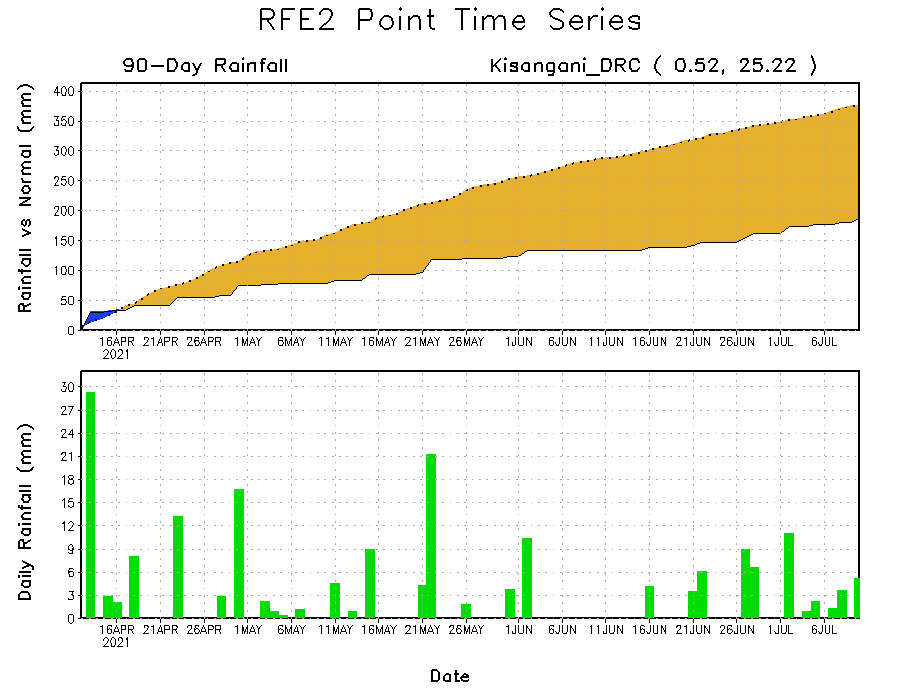 RFE2 Point Time Series
90-Day Rainfall
Kisangani_DRC ( 0.52, 25.22 )
Rainfall vs Normal (mm)
400
350
300
250
200
150
100
50
0
16APR 21APR 26APR 1MAY 6MAY 11MAY 16MAY 21MAY 26MAY 1JUN 6JUN 11JUN 16JUN 21JUN 26JUN 1JUL 6JUL
2021
Daily Rainfall (mm)
30
27
24
21
18
15
12
9
6
3
0
16APR 21APR 26APR 1MAY 6MAY 11MAY 16MAY 21MAY 26MAY 1JUN 6JUN 11JUN 16JUN 21JUN 26JUN 1JUL 6JUL
2021
Date